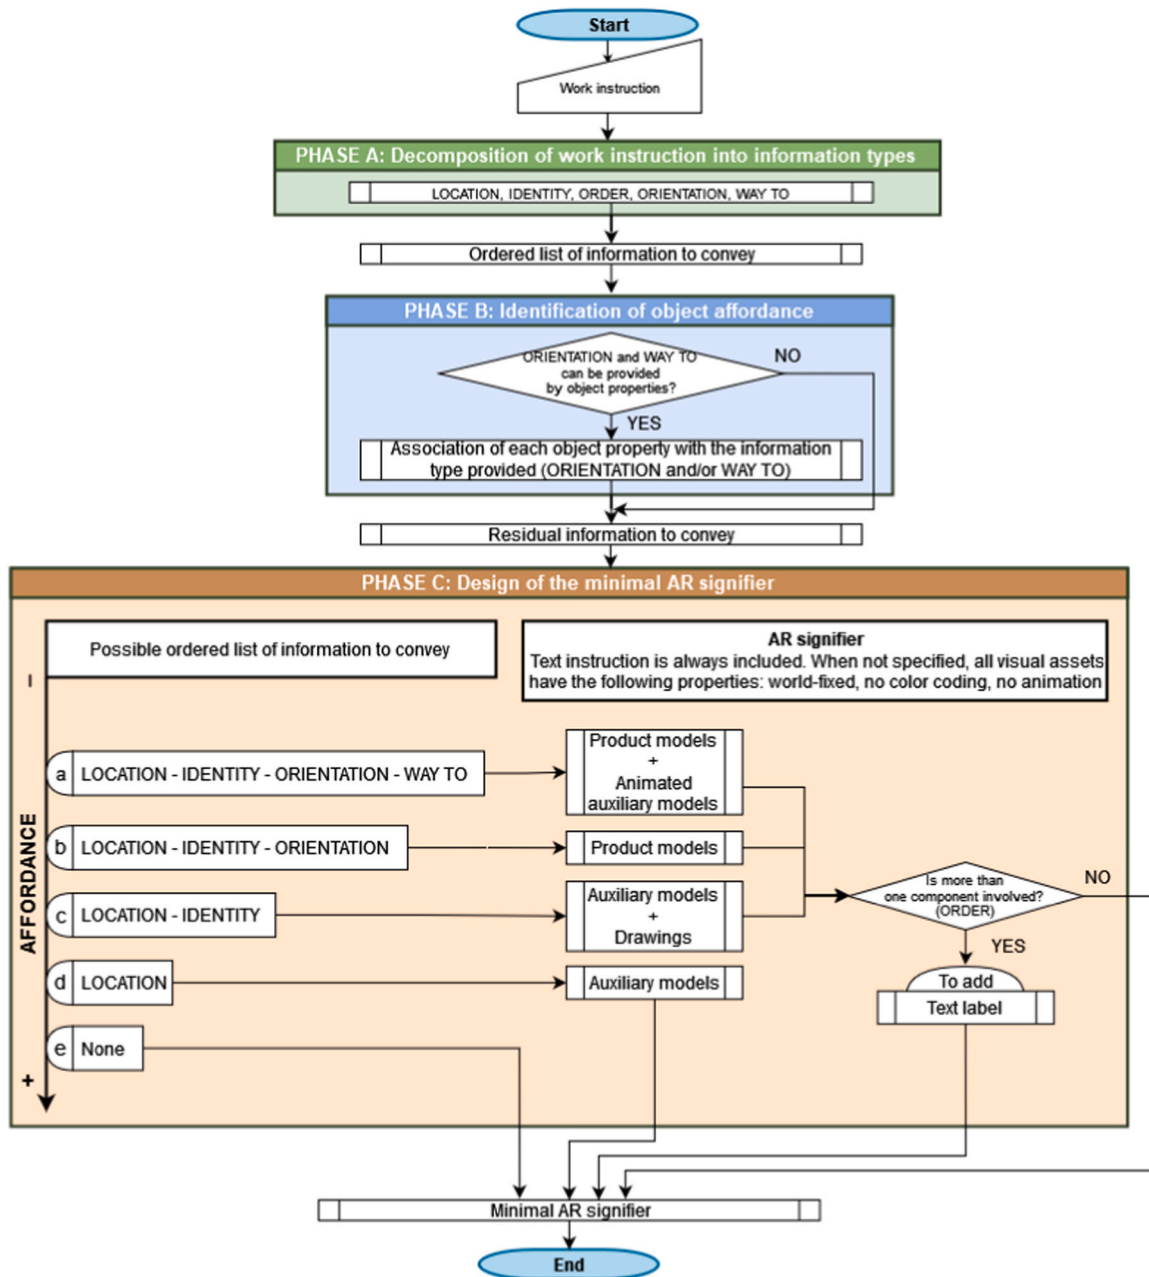 Start
Work instruction
PHASE A: Decomposition of work instruction into information types
LOCATION, IDENTITY, ORDER, ORIENTATION, WAY TO
Ordered list of information to convey
PHASE B: Identification of object affordance
ORIENTATION and WAY TO
can be provided
by object properties?
NO
YES
Association of each object property with the information
type provided (ORIENTATION and/or WAY TO)
Residual information to convey
PHASE C: Design of the minimal AR signifier
Possible ordered list of information to convey
AR signifier
Text instruction is always included. When not specified, all visual assets
have the following properties: world-fixed, no color coding, no animation
–
AFFORDANCE
+
a LOCATION - IDENTITY - ORIENTATION - WAY TO
Product models
+
Animated
auxiliary models
b LOCATION - IDENTITY - ORIENTATION
Product models
c LOCATION - IDENTITY
Auxiliary models
+
Drawings
d LOCATION
Auxiliary models
e None
Is more than
one component involved?
(ORDER)
NO
YES
To add
Text label
Minimal AR signifier
End